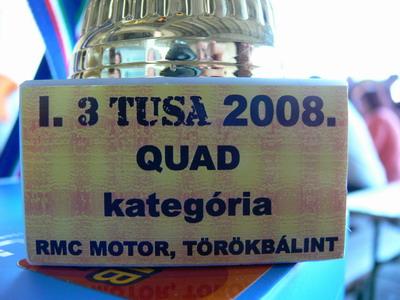 I. 3 TUSA 2008.
QUAD
kategória
RMC MOTOR, TÖRÖKBÁLINT